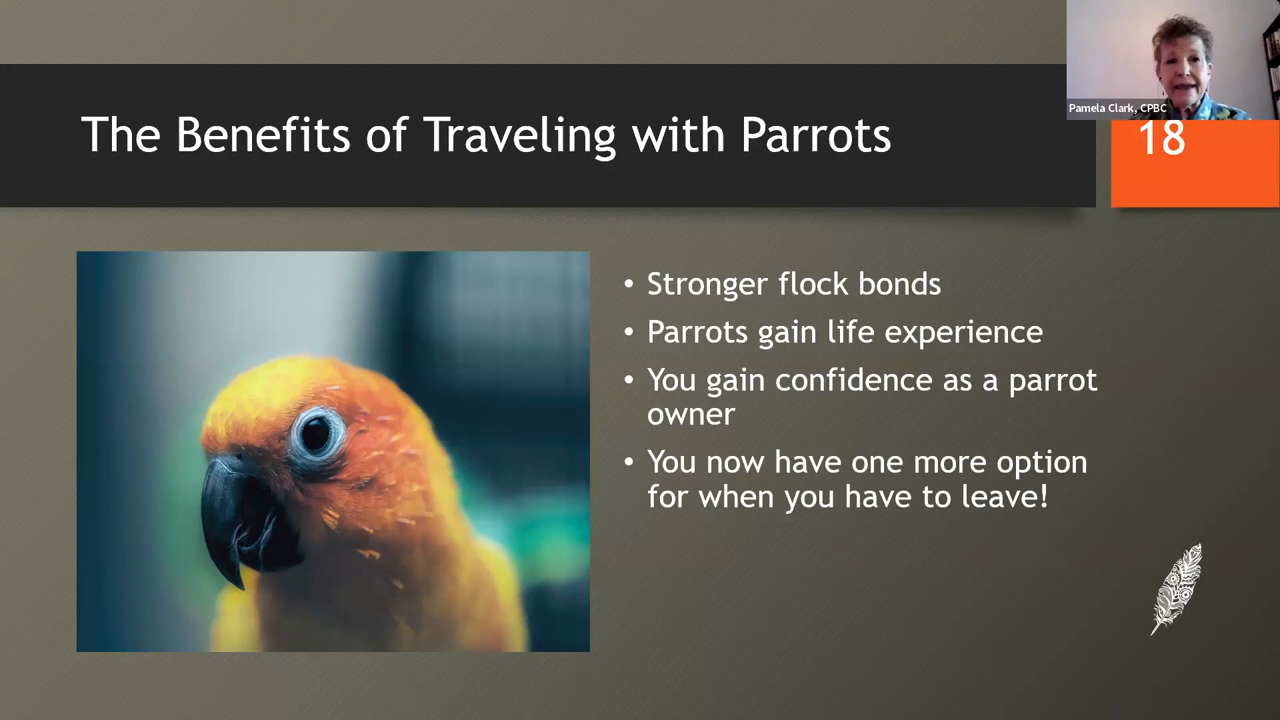 Pamela Clark, CPBC
The Benefits of Traveling with Parrots
18
• Stronger flock bonds
• Parrots gain life experience
• You gain confidence as a parrot
owner
• You now have one more option
for when you have to leave!